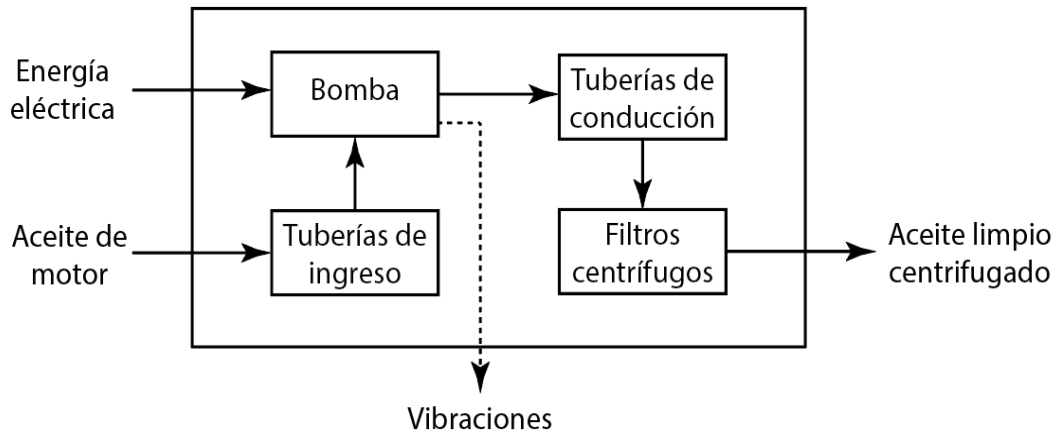 Energía
eléctrica
Bomba
Tuberías de
conducción
Aceite de
motor
Tuberías de
ingreso
Filtros
centrífugos
Aceite limpio
centrifugado
Vibraciones